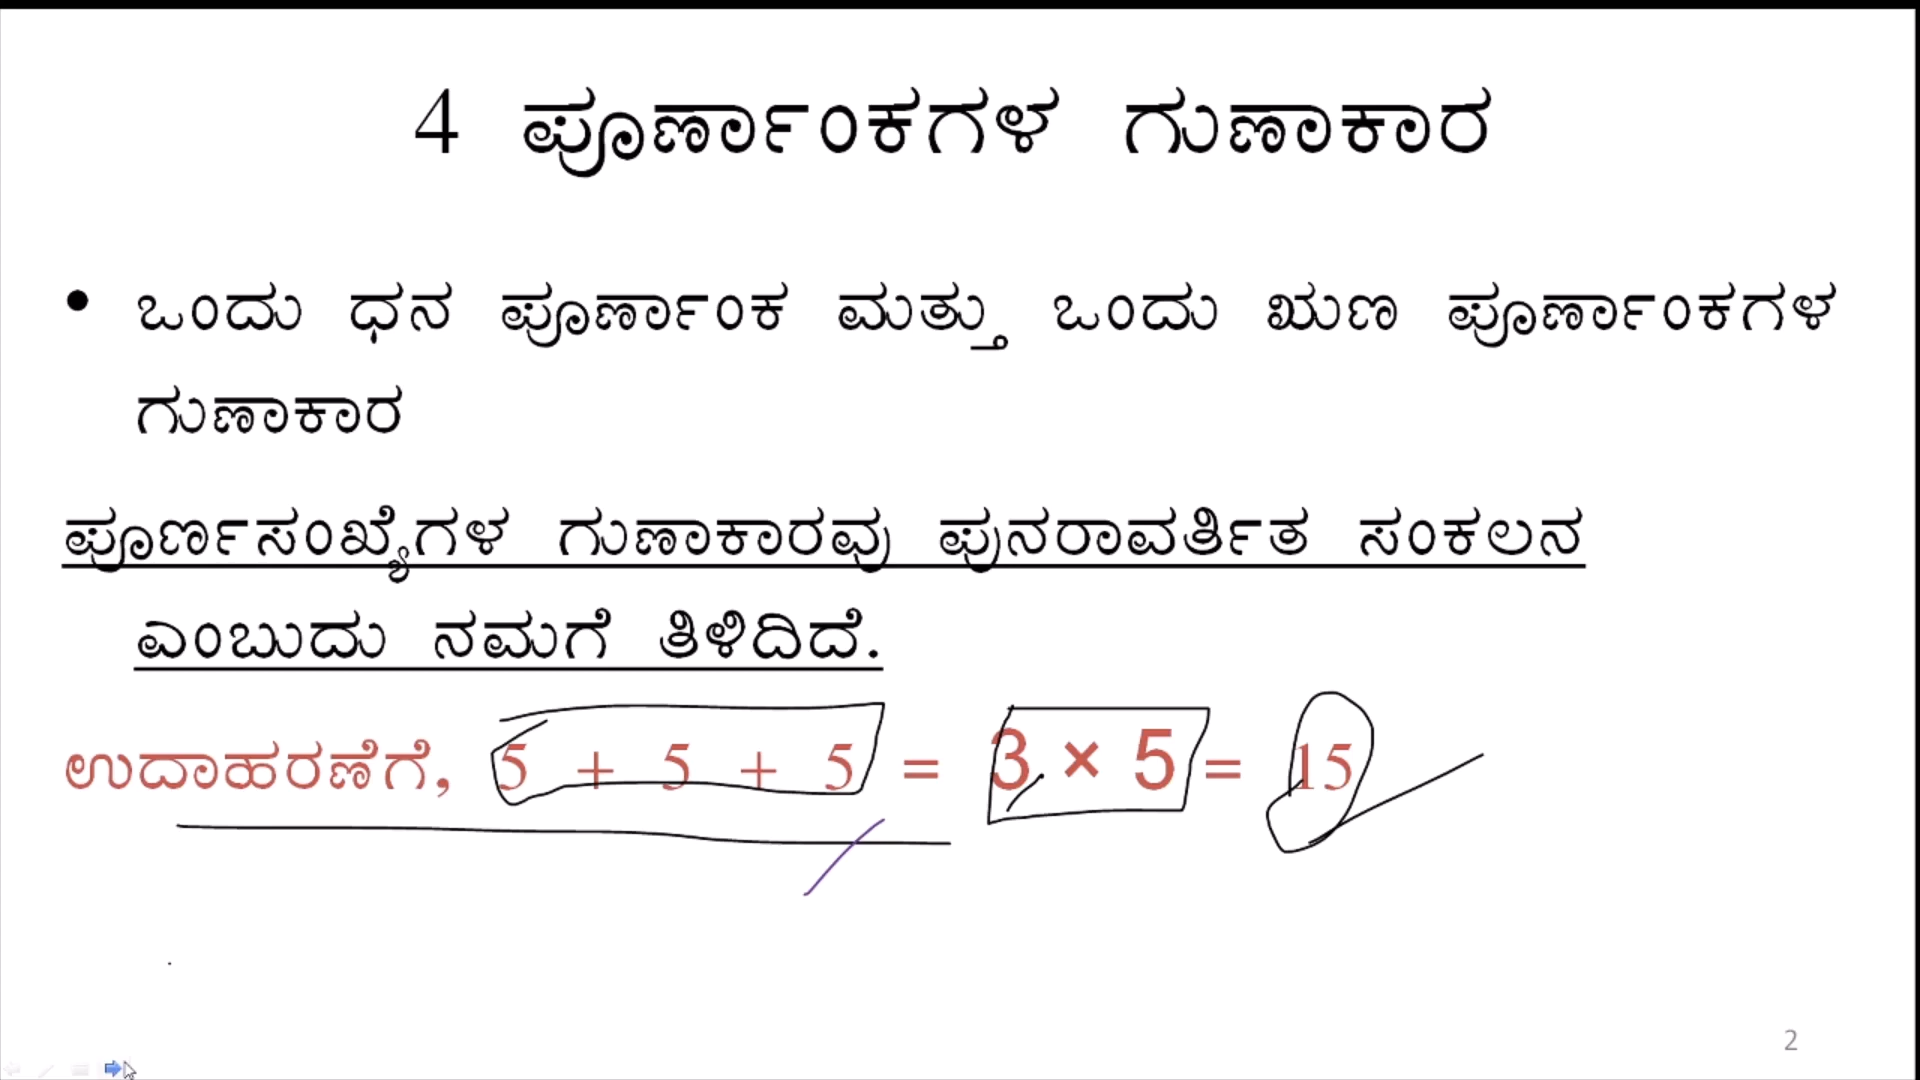 4 ಪೂರ್ಣಾಂಕಗಳ ಗುಣಾಕಾರ
• ಒಂದು ಧನ ಪೂರ್ಣಾಂಕ ಮತ್ತು ಒಂದು ಋಣ ಪೂರ್ಣಾಂಕಗಳ
ಗುಣಾಕಾರ
ಪೂರ್ಣಸಂಖ್ಯೆಗಳ ಗುಣಾಕಾರವು ಪುನರಾವರ್ತಿತ ಸಂಕಲನ
ಎಂಬುದು ನಮಗೆ ತಿಳಿದಿದೆ.
ಉದಾಹರಣೆಗೆ, 5 + 5 + 5 = 3 × 5 = 15
2